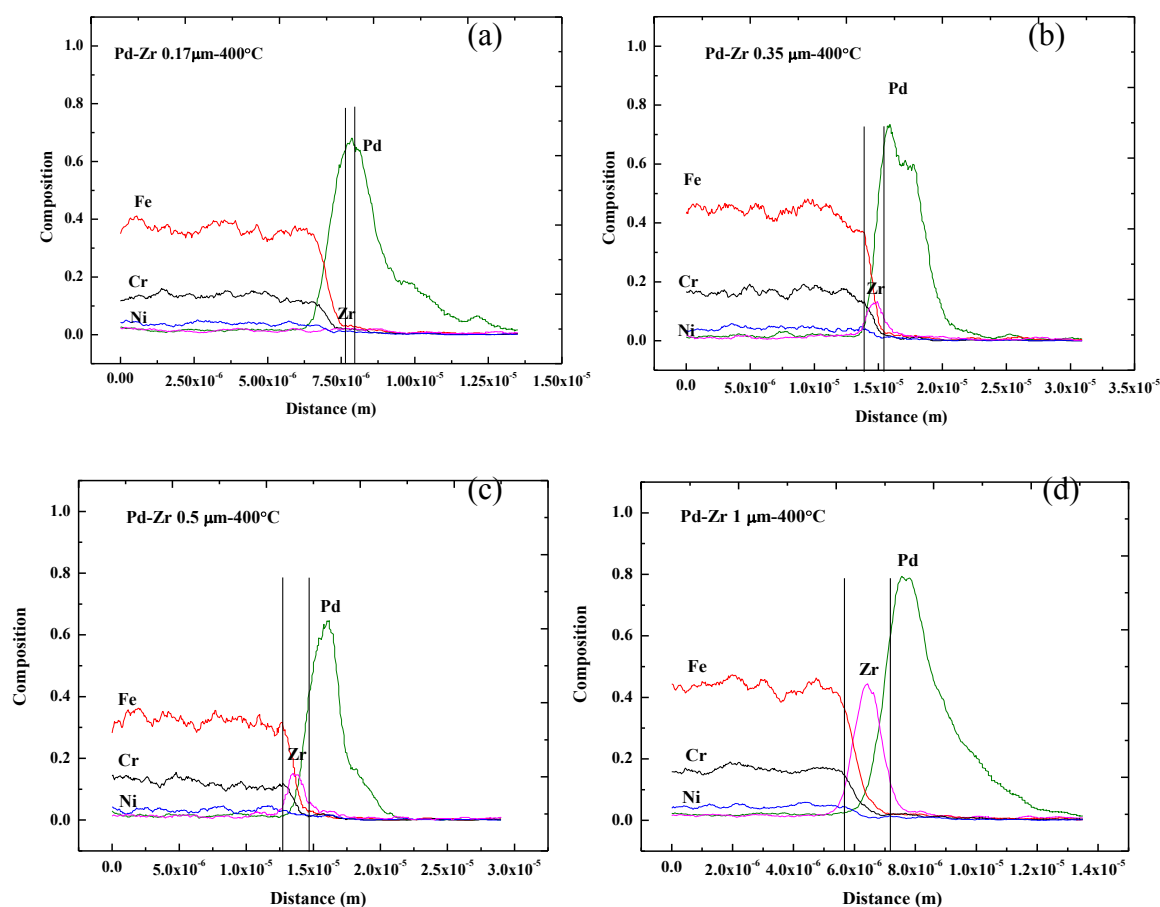 (a)
Pd-Zr 0.17μm-400°C
1.0
0.8
0.6
0.4
0.2
0.0
Composition
Pd
Fe
Cr
Ni
Zr
0.00 2.50x10⁻⁶ 5.00x10⁻⁶ 7.50x10⁻⁶ 1.00x10⁻⁵ 1.25x10⁻⁵ 1.50x10⁻⁵
Distance (m)
(b)
Pd-Zr 0.35 μm-400°C
1.0
0.8
0.6
0.4
0.2
0.0
Composition
Pd
Fe
Cr
Zr
Ni
0.0 5.0x10⁻⁶ 1.0x10⁻⁵ 1.5x10⁻⁵ 2.0x10⁻⁵ 2.5x10⁻⁵ 3.0x10⁻⁵ 3.5x10⁻⁵
Distance (m)
(c)
Pd-Zr 0.5 μm-400°C
1.0
0.8
0.6
0.4
0.2
0.0
Composition
Pd
Fe
Zr
Cr
Ni
0.0 5.0x10⁻⁶ 1.0x10⁻⁵ 1.5x10⁻⁵ 2.0x10⁻⁵ 2.5x10⁻⁵ 3.0x10⁻⁵
Distance (m)
(d)
Pd-Zr 1 μm-400°C
1.0
0.8
0.6
0.4
0.2
0.0
Composition
Pd
Fe
Zr
Cr
Ni
0.0 2.0x10⁻⁶ 4.0x10⁻⁶ 6.0x10⁻⁶ 8.0x10⁻⁶ 1.0x10⁻⁵ 1.2x10⁻⁵ 1.4x10⁻⁵
Distance (m)